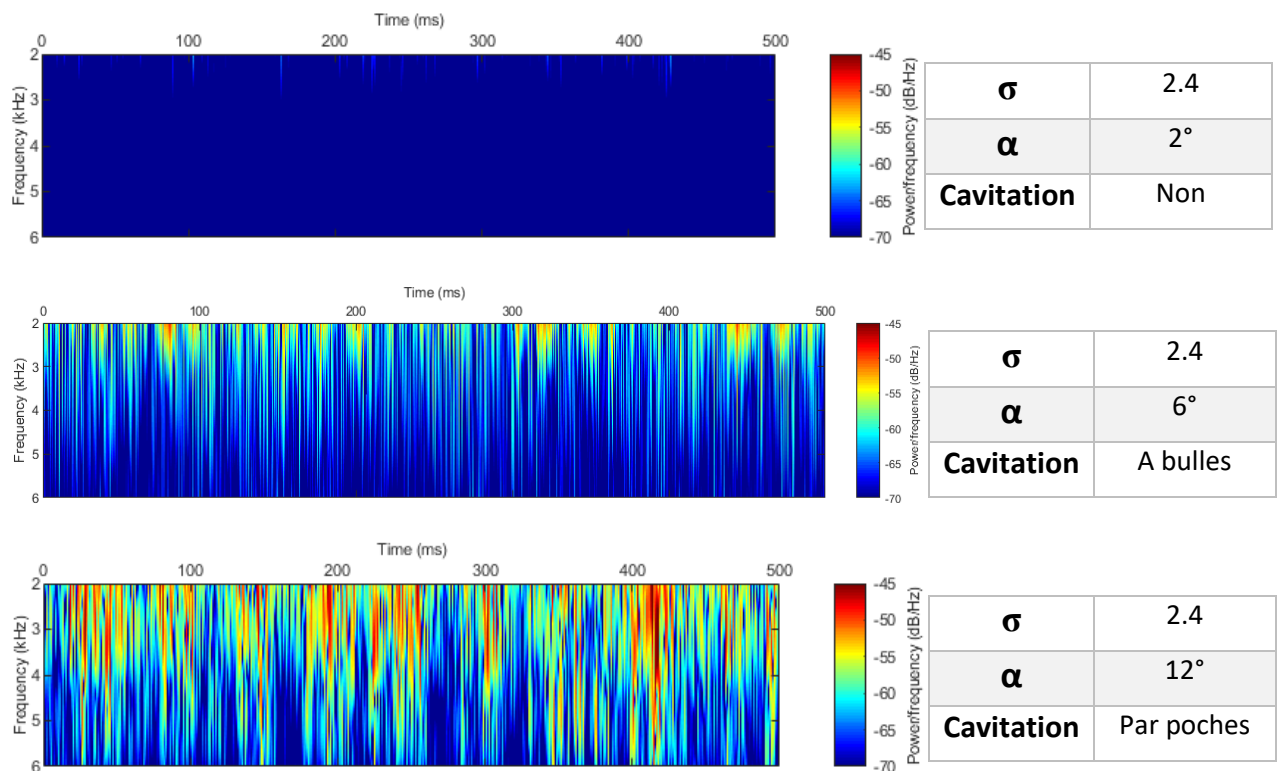 Time (ms)
0 100 200 300 400 500
Frequency (kHz)
2
3
4
5
6
-45
-50
-55
-60
-65
-70
Power/frequency (dB/Hz)
σ 2.4
α 2°
Cavitation Non
Time (ms)
0 100 200 300 400 500
Frequency (kHz)
2
3
4
5
6
-45
-50
-55
-60
-65
-70
Power/frequency (dB/Hz)
σ 2.4
α 6°
Cavitation A bulles
Time (ms)
0 100 200 300 400 500
Frequency (kHz)
2
3
4
5
6
-45
-50
-55
-60
-65
-70
Power/frequency (dB/Hz)
σ 2.4
α 12°
Cavitation Par poches